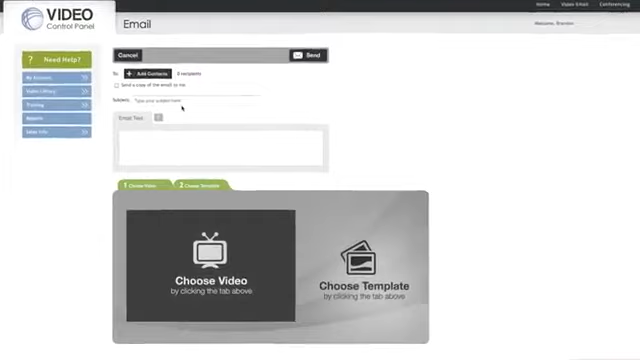 Home Video Email Conferencing
VIDEO
Control Panel
Email
Welcome, Brandon
? Need Help?
My Account
Video Library
Training
Reports
Sales Info
Cancel
Send
To: + Add Contacts 0 recipients
Send a copy of the email to me
Subject: Type your subject here
Email Text
1 Choose Video 2 Choose Template
Choose Video
by clicking the tab above
Choose Template
by clicking the tab above